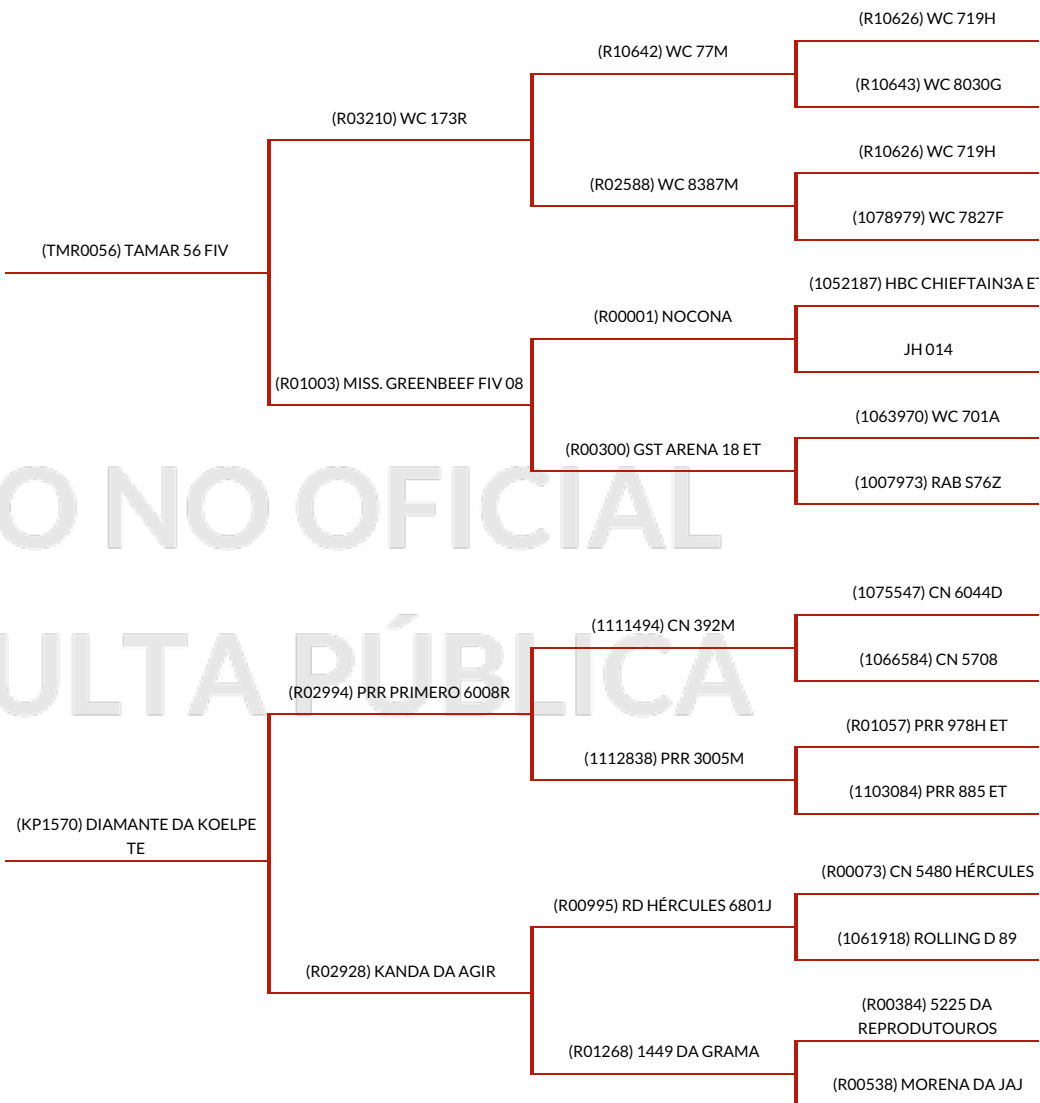 (R10626) WC 719H
(R10642) WC 77M
(R10643) WC 8030G
(R03210) WC 173R
(R10626) WC 719H
(R02588) WC 8387M
(1078979) WC 7827F
(TMR0056) TAMAR 56 FIV
(1052187) HBC CHIEFTAIN3A ET
(R00001) NOCONA
JH 014
(R01003) MISS. GREENBEEF FIV 08
(1063970) WC 701A
(R00300) GST ARENA 18 ET
(1007973) RAB S76Z
O NO OFICIAL
(1075547) CN 6044D
(1111494) CN 392M
(1066584) CN 5708
ULTA PÚBLICA
(R02994) PRR PRIMERO 6008R
(R01057) PRR 978H ET
(1112838) PRR 3005M
(1103084) PRR 885 ET
(KP1570) DIAMANTE DA KOELPE
TE
(R00073) CN 5480 HÉRCULES
(R00995) RD HÉRCULES 6801J
(1061918) ROLLING D 89
(R02928) KANDA DA AGIR
(R00384) 5225 DA
REPRODUTOUROS
(R01268) 1449 DA GRAMA
(R00538) MORENA DA JAJ